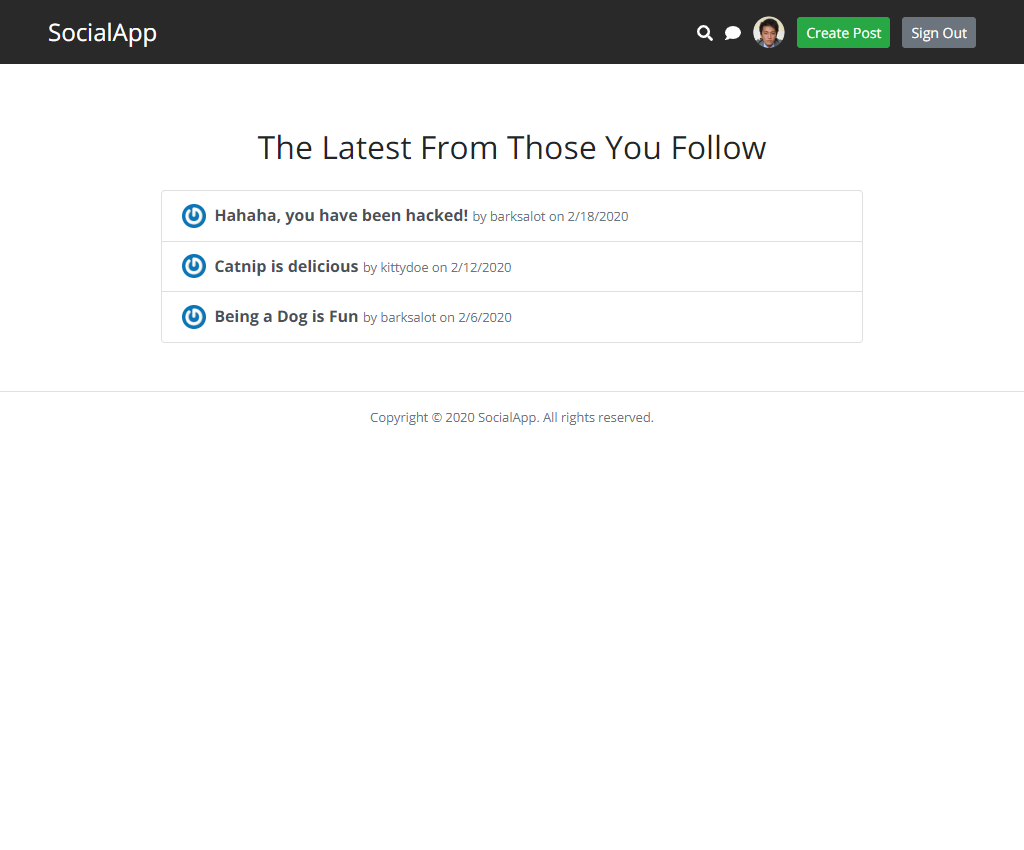 SocialApp
Create Post
Sign Out
The Latest From Those You Follow
Hahaha, you have been hacked! by barksalot on 2/18/2020
Catnip is delicious by kittydoe on 2/12/2020
Being a Dog is Fun by barksalot on 2/6/2020
Copyright © 2020 SocialApp. All rights reserved.